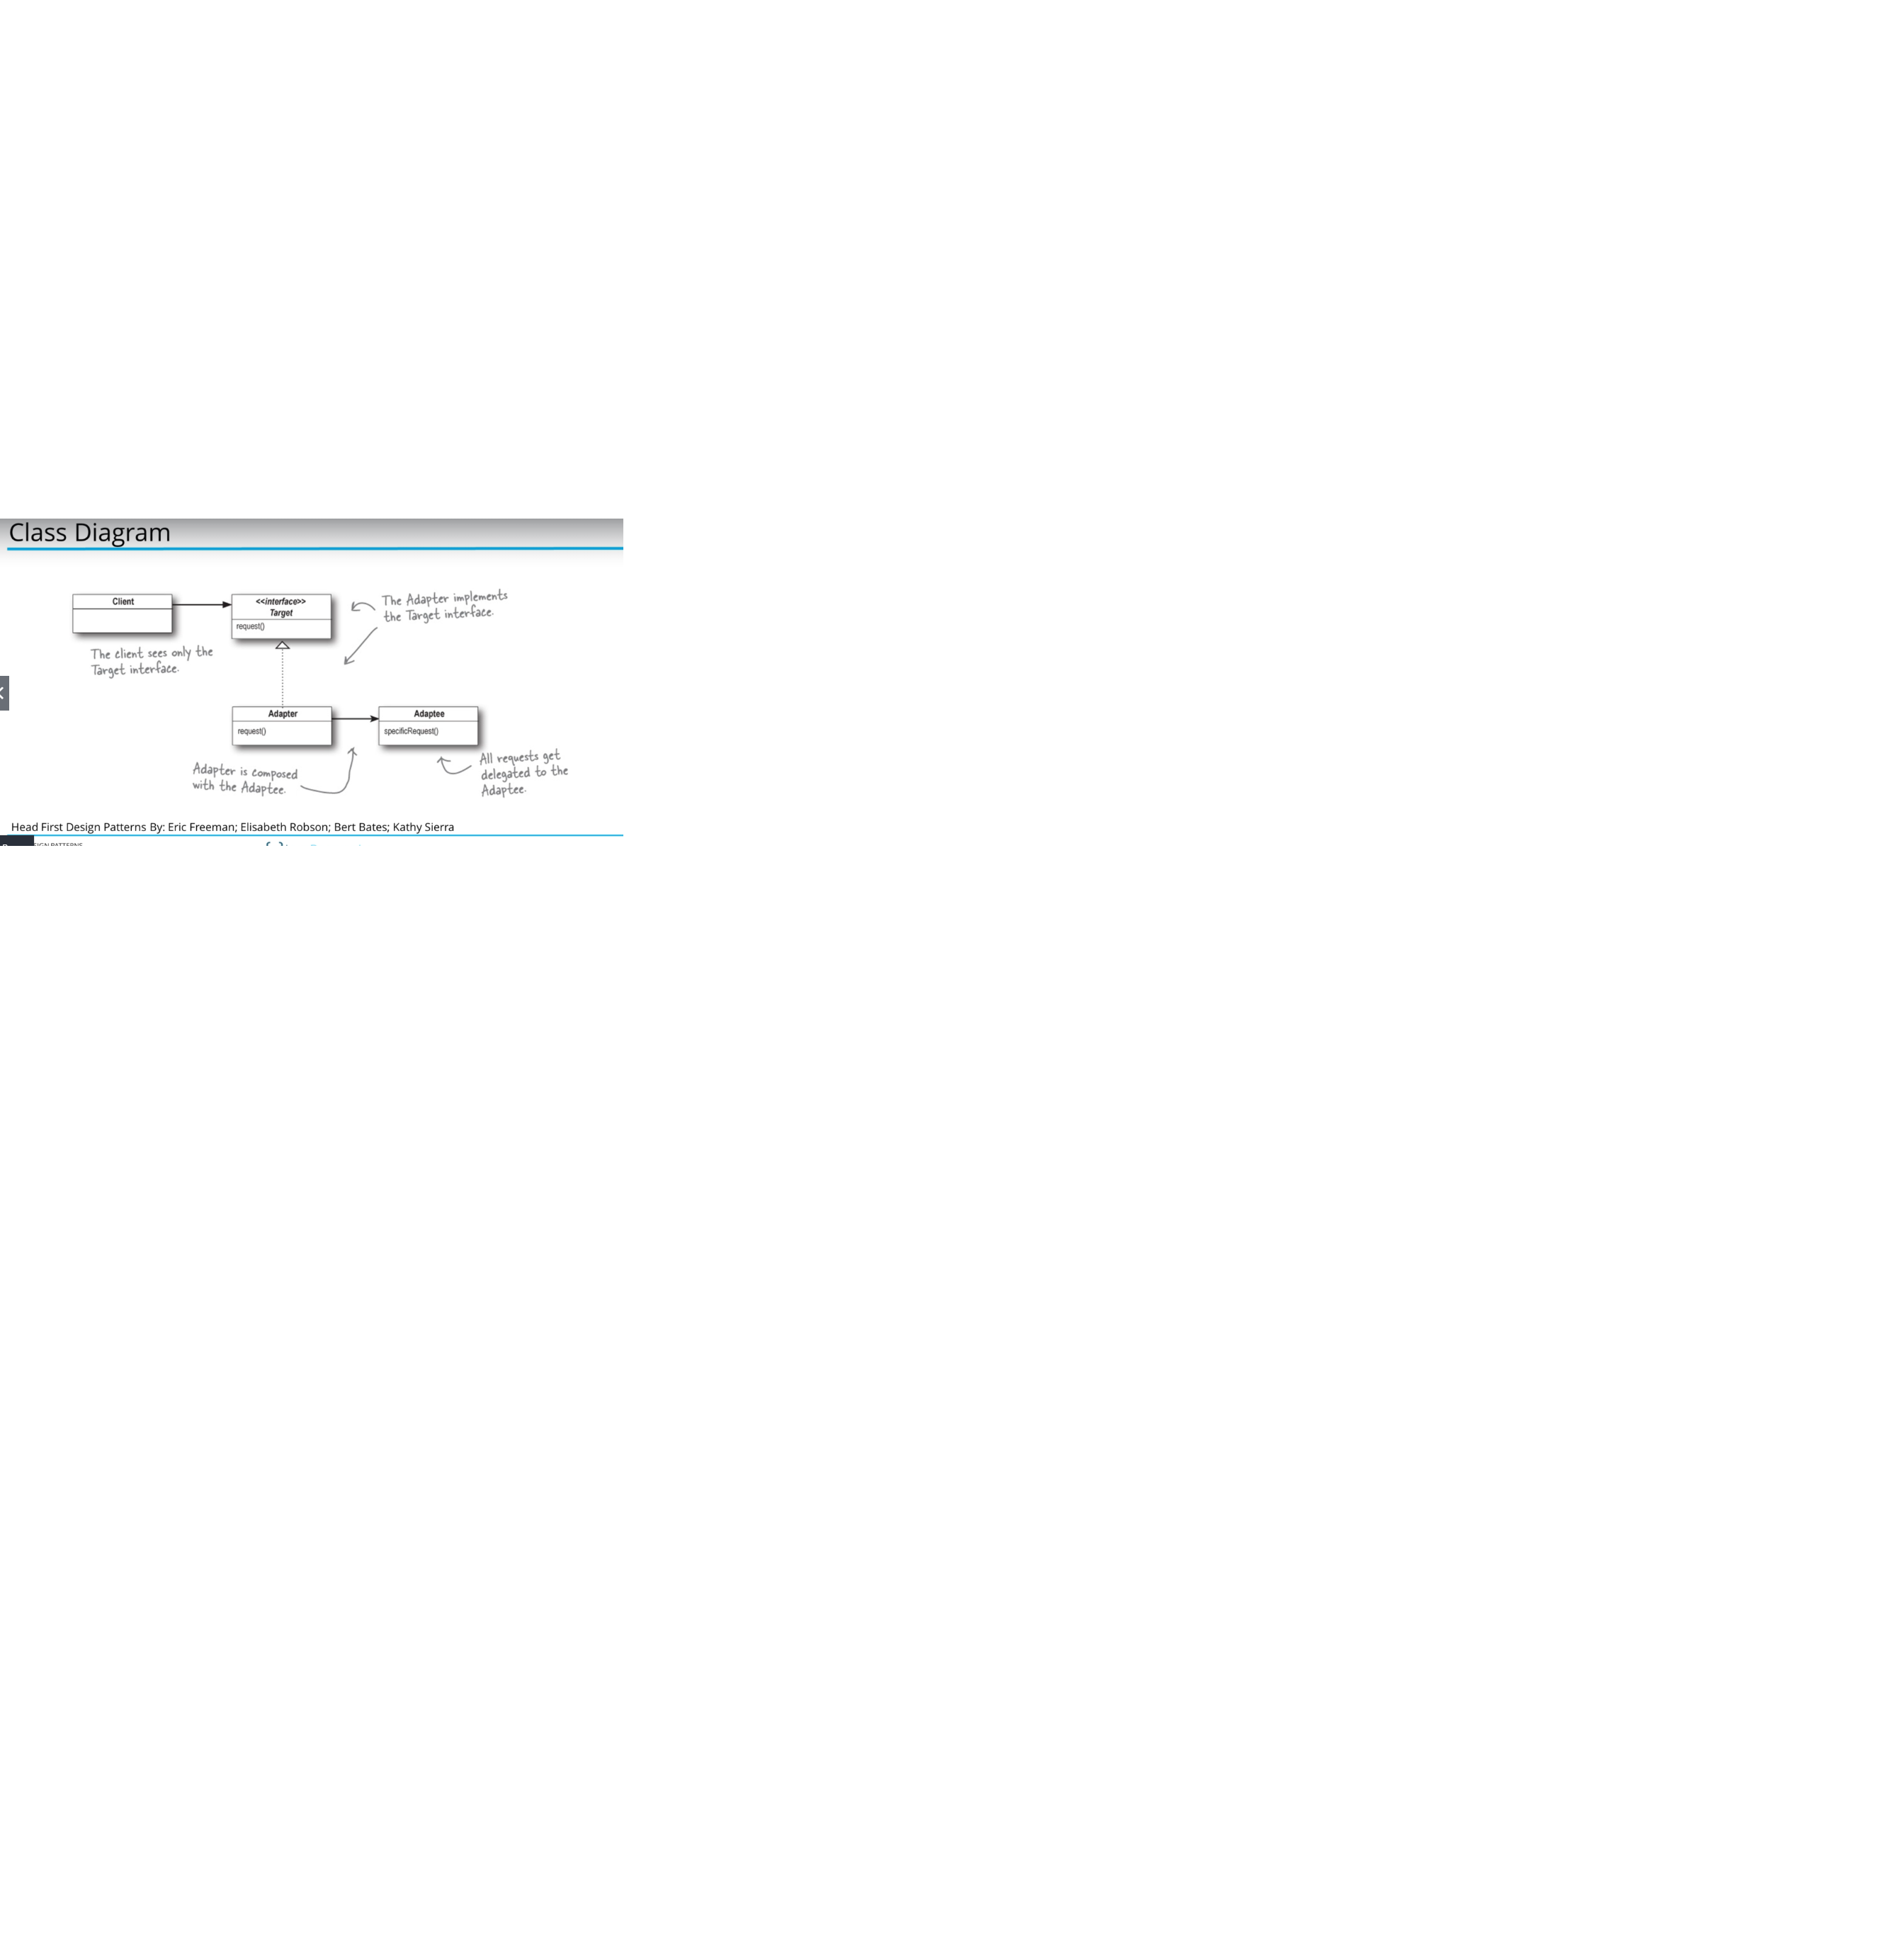 Class Diagram
Client
<<interface>>
Target
request()
The Adapter implements
the Target interface.
The client sees only the
Target interface.
Adapter
request()
Adaptee
specificRequest()
Adapter is composed
with the Adaptee.
All requests get
delegated to the
Adaptee.
Head First Design Patterns By: Eric Freeman; Elisabeth Robson; Bert Bates; Kathy Sierra
PATTERNS